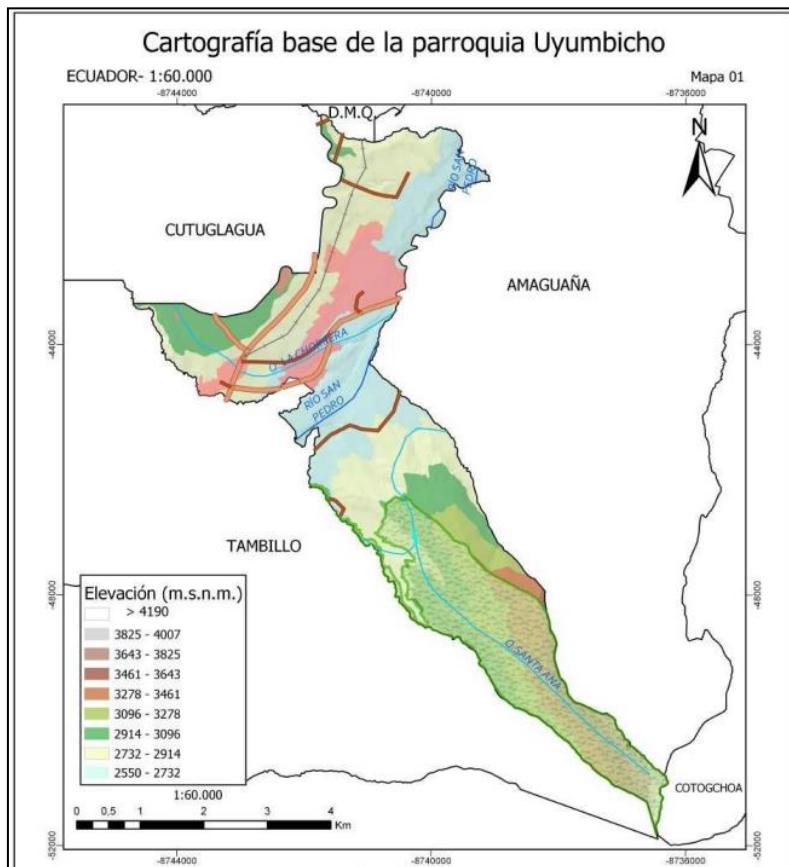 Cartografía base de la parroquia Uyumbicho
ECUADOR- 1:60.000
Mapa 01
-8744000
-8740000
-8736000
D.M.Q.
N
RÍO SAN
PEDRO
CUTUGLAGUA
AMAGUAÑA
-44000
-44000
Q. LA CHORRERA
RÍO SAN
PEDRO
TAMBILLO
-48000
-48000
Elevación (m.s.n.m.)
> 4190
3825 - 4007
3643 - 3825
3461 - 3643
3278 - 3461
3096 - 3278
2914 - 3096
2732 - 2914
2550 - 2732
Q. SANTA ANA
COTOGCHOA
1:60.000
0 0,5 1 2 3 4
Km
-52000
-52000
-8744000
-8740000
-8736000